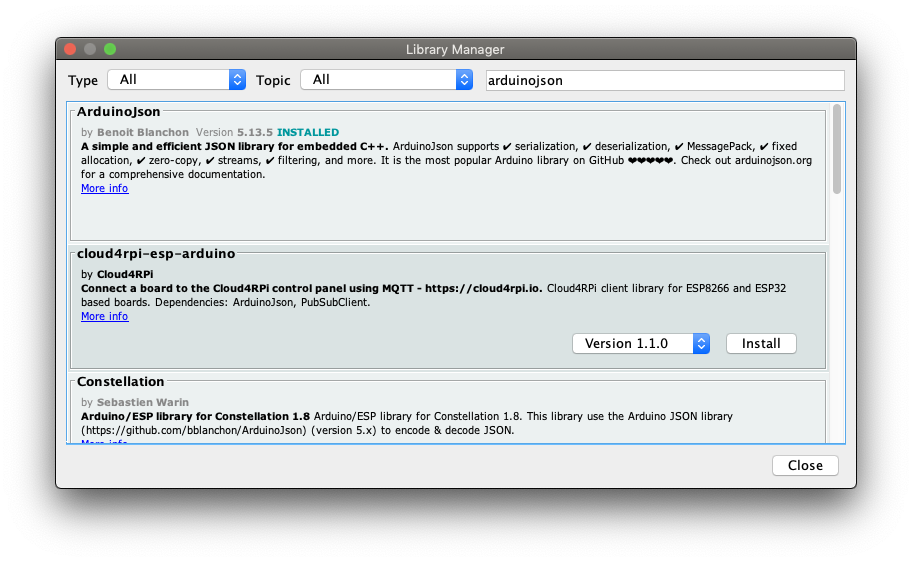 Library Manager
Type All Topic All arduinojson
ArduinoJson
by Benoit Blanchon Version 5.13.5 INSTALLED
A simple and efficient JSON library for embedded C++. ArduinoJson supports ✔ serialization, ✔ deserialization, ✔ MessagePack, ✔ fixed
allocation, ✔ zero-copy, ✔ streams, ✔ filtering, and more. It is the most popular Arduino library on GitHub ❤❤❤❤❤. Check out arduinojson.org
for a comprehensive documentation.
More info
cloud4rpi-esp-arduino
by Cloud4RPi
Connect a board to the Cloud4RPi control panel using MQTT - https://cloud4rpi.io. Cloud4RPi client library for ESP8266 and ESP32
based boards. Dependencies: ArduinoJson, PubSubClient.
More info
Version 1.1.0 Install
Constellation
by Sebastien Warin
Arduino/ESP library for Constellation 1.8 Arduino/ESP library for Constellation 1.8. This library use the Arduino JSON library
(https://github.com/bblanchon/ArduinoJson) (version 5.x) to encode & decode JSON.
More info
Close